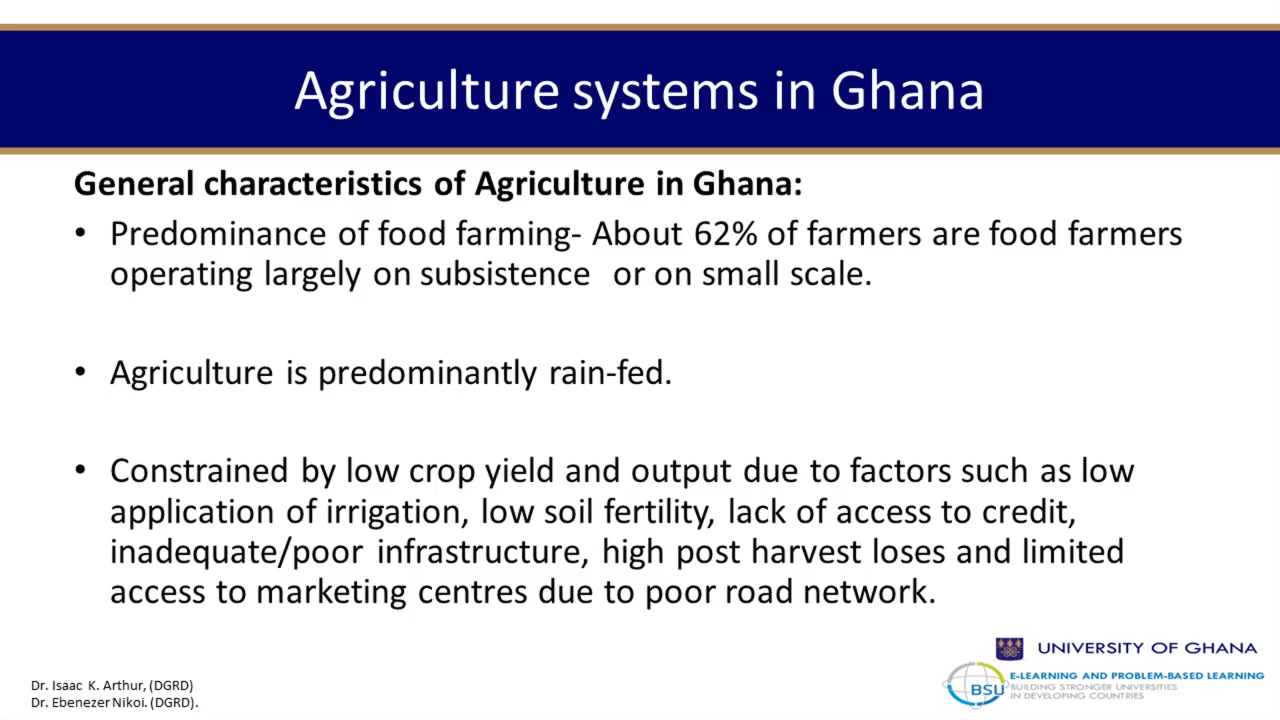 Agriculture systems in Ghana
General characteristics of Agriculture in Ghana:
• Predominance of food farming- About 62% of farmers are food farmers
operating largely on subsistence or on small scale.
• Agriculture is predominantly rain-fed.
• Constrained by low crop yield and output due to factors such as low
application of irrigation, low soil fertility, lack of access to credit,
inadequate/poor infrastructure, high post harvest loses and limited
access to marketing centres due to poor road network.
UNIVERSITY OF GHANA
BSU
E-LEARNING AND PROBLEM-BASED LEARNING
BUILDING STRONGER UNIVERSITIES
IN DEVELOPING COUNTRIES
Dr. Isaac K. Arthur, (DGRD)
Dr. Ebenezer Nikoi. (DGRD).